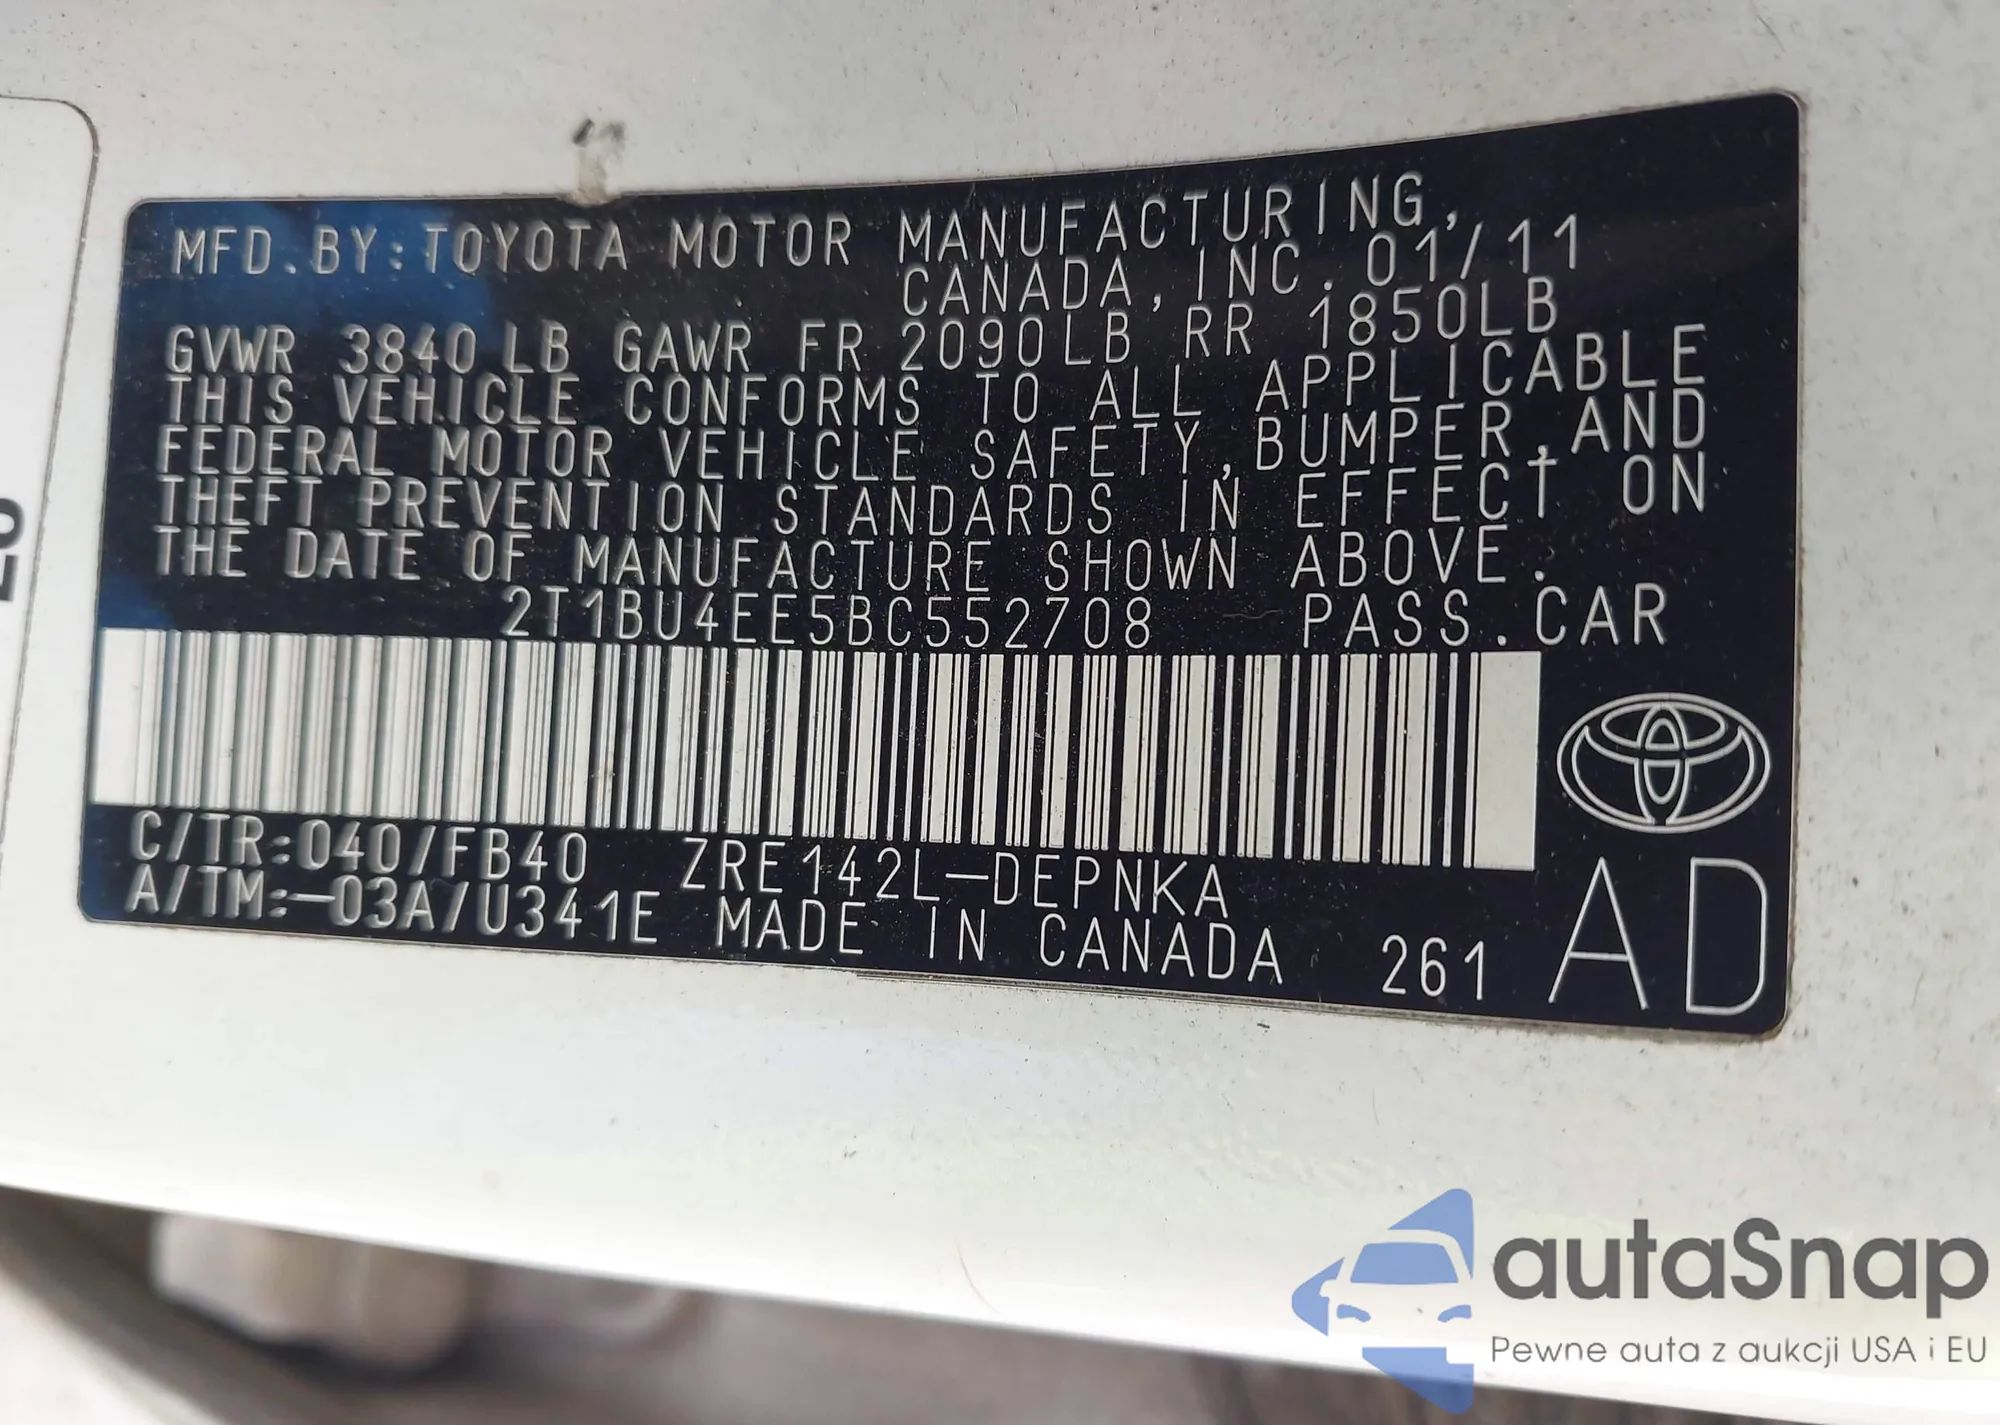 MFD.BY:TOYOTA MOTOR MANUFACTURING,
CANADA, INC. 01/11
GVWR 3840LB GAWR FR 2090LB RR 1850LB
THIS VEHICLE CONFORMS TO ALL APPLICABLE
FEDERAL MOTOR VEHICLE SAFETY,BUMPER,AND
THEFT PREVENTION STANDARDS IN EFFECT ON
THE DATE OF MANUFACTURE SHOWN ABOVE.
2T1BU4EE5BC552708 PASS.CAR
C/TR:040/FB40 ZRE142L-DEPNKA
A/TM:-03A/U341E MADE IN CANADA 261
AD
autaSnap
Pewne auta z aukcji USA i EU